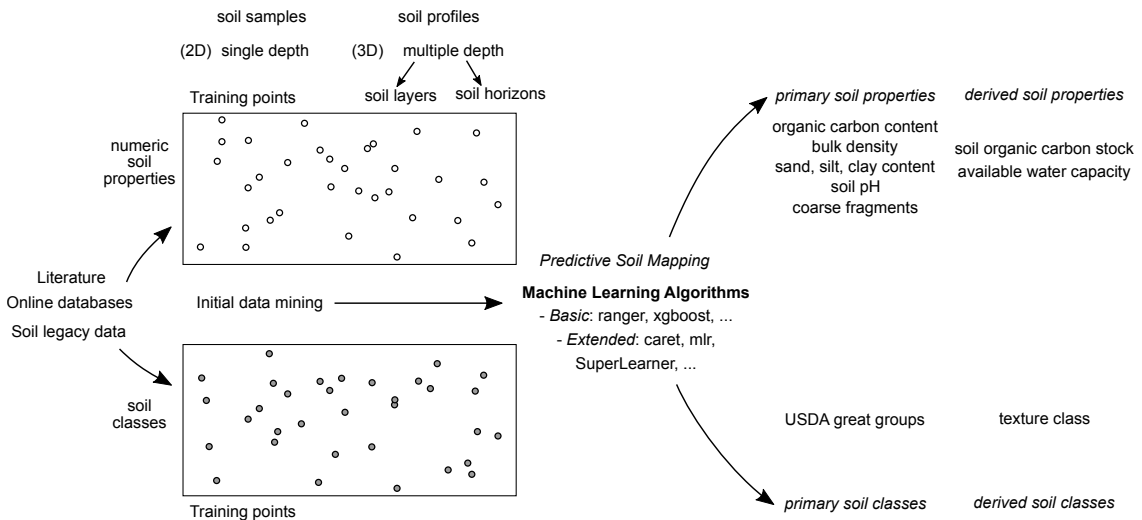 soil samples
soil profiles
(2D) single depth
(3D) multiple depth
soil layers
soil horizons
Training points
numeric
soil
properties
Literature
Online databases
Soil legacy data
Initial data mining
soil
classes
Training points
Predictive Soil Mapping
Machine Learning Algorithms
- Basic: ranger, xgboost, ...
- Extended: caret, mlr,
SuperLearner, ...
primary soil properties
organic carbon content
bulk density
sand, silt, clay content
soil pH
coarse fragments
derived soil properties
soil organic carbon stock
available water capacity
USDA great groups
texture class
primary soil classes
derived soil classes